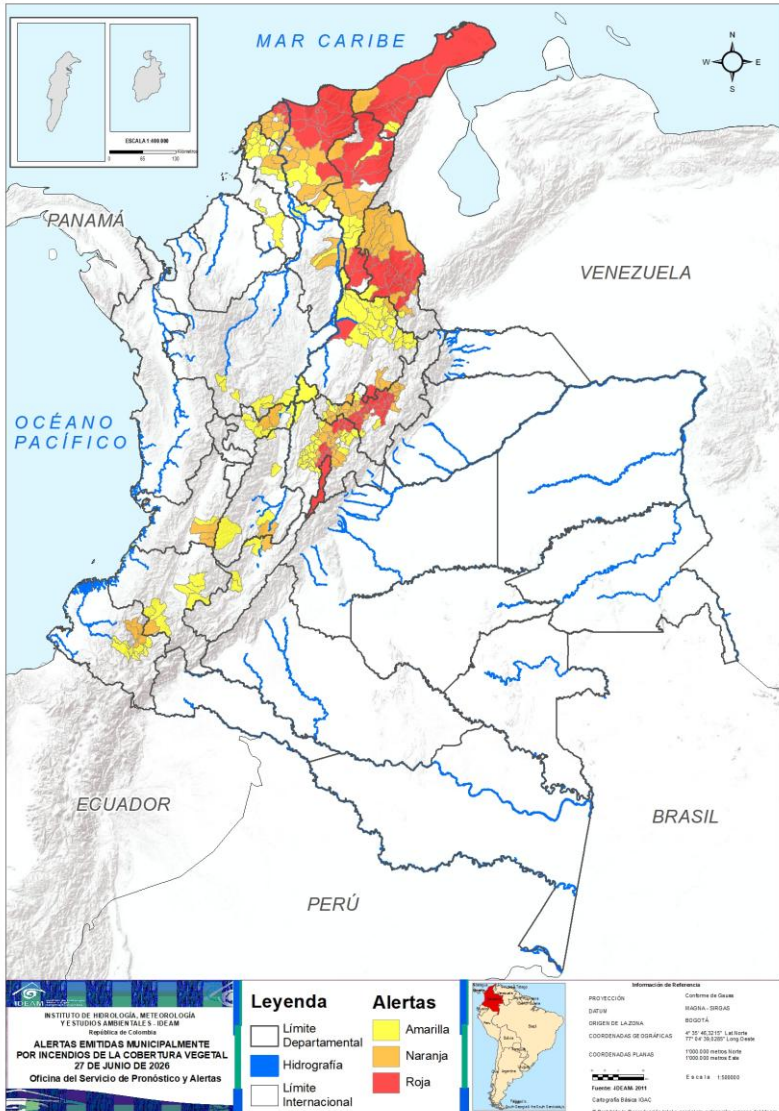 MAR CARIBE
N
W
E
S
ESCALA 1:400.000
PANAMÁ
VENEZUELA
OCÉANO
PACÍFICO
ECUADOR
BRASIL
PERÚ
IDEAM
INSTITUTO DE HIDROLOGÍA, METEOROLOGÍA
Y ESTUDIOS AMBIENTALES - IDEAM
República de Colombia
ALERTAS EMITIDAS MUNICIPALMENTE
POR INCENDIOS DE LA COBERTURA VEGETAL
27 DE JUNIO DE 2026
Oficina del Servicio de Pronóstico y Alertas
Leyenda
Límite
Departamental
Hidrografía
Límite
Internacional
Alertas
Amarilla
Naranja
Roja
Información de Referencia
PROYECCIÓN
Conforme de Gauss
DATUM
MAGNA - SIRGAS
ORIGEN DE LA ZONA
BOGOTÁ
COORDENADAS GEOGRÁFICAS
COORDENADAS PLANAS
1'000.000 metros Norte
1'000.000 metros Este
Fuente: IDEAM- 2011
Cartografía Básica IGAC